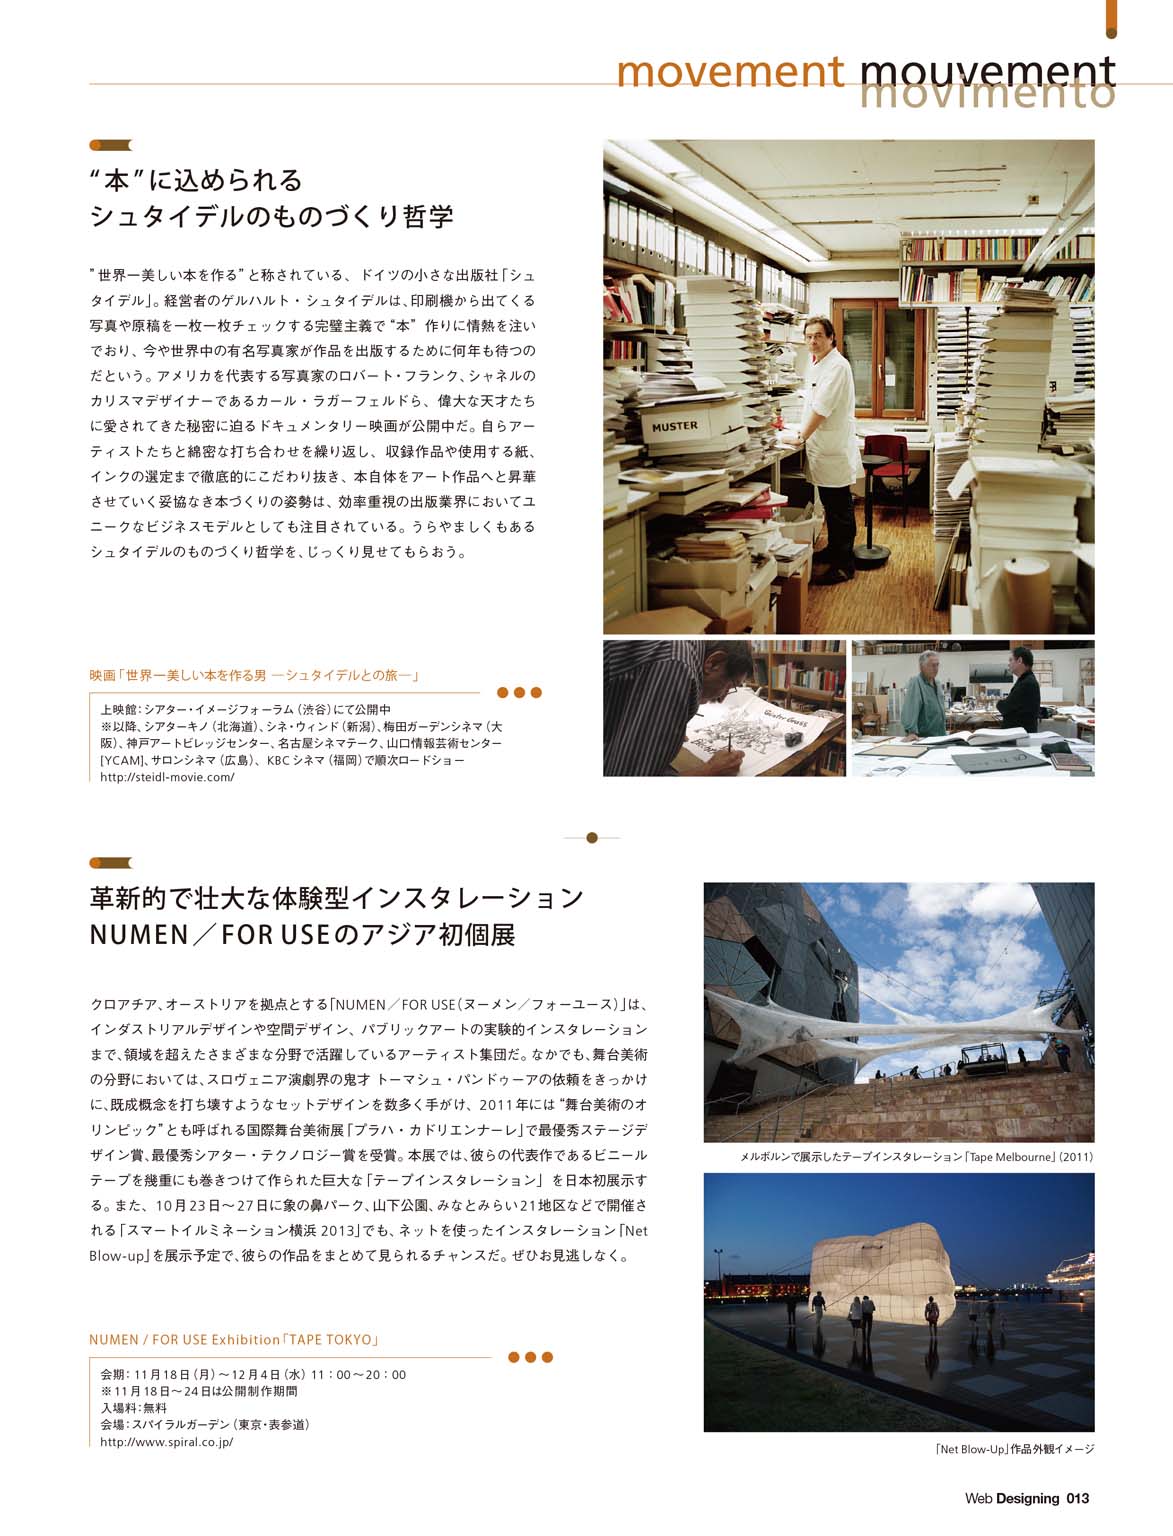 movement mouvement
movimento
“本”に込められる
シュタイデルのものづくり哲学
”世界一美しい本を作る”と称されている、ドイツの小さな出版社「シュ
タイデル」。経営者のゲルハルト・シュタイデルは、印刷機から出てくる
写真や原稿を一枚一枚チェックする完璧主義で“本”作りに情熱を注い
でおり、今や世界中の有名写真家が作品を出版するために何年も待つの
だという。アメリカを代表する写真家のロバート・フランク、シャネルの
カリスマデザイナーであるカール・ラガーフェルドら、偉大な天才たち
に愛されてきた秘密に迫るドキュメンタリー映画が公開中だ。自らアー
ティストたちと綿密な打ち合わせを繰り返し、収録作品や使用する紙、
インクの選定まで徹底的にこだわり抜き、本自体をアート作品へと昇華
させていく妥協なき本づくりの姿勢は、効率重視の出版業界においてユ
ニークなビジネスモデルとしても注目されている。うらやましくもある
シュタイデルのものづくり哲学を、じっくり見せてもらおう。
映画「世界一美しい本を作る男 ―シュタイデルとの旅―」
上映館：シアター・イメージフォーラム（渋谷）にて公開中
※以降、シアターキノ（北海道）、シネ・ウィンド（新潟）、梅田ガーデンシネマ（大
阪）、神戸アートビレッジセンター、名古屋シネマテーク、山口情報芸術センター
[YCAM]、サロンシネマ（広島）、KBCシネマ（福岡）で順次ロードショー
http://steidl-movie.com/
MUSTER
Günter Grass
革新的で壮大な体験型インスタレーション
NUMEN／FOR USEのアジア初個展
クロアチア、オーストリアを拠点とする「NUMEN／FOR USE（ヌーメン／フォーユース）」は、
インダストリアルデザインや空間デザイン、パブリックアートの実験的インスタレーション
まで、領域を超えたさまざまな分野で活躍しているアーティスト集団だ。なかでも、舞台美術
の分野においては、スロヴェニア演劇界の鬼才 トーマシュ・パンドゥーアの依頼をきっかけ
に、既成概念を打ち壊すようなセットデザインを数多く手がけ、2011年には“舞台美術のオ
リンピック”とも呼ばれる国際舞台美術展「プラハ・カドリエンナーレ」で最優秀ステージデ
ザイン賞、最優秀シアター・テクノロジー賞を受賞。本展では、彼らの代表作であるビニール
テープを幾重にも巻きつけて作られた巨大な「テープインスタレーション」を日本初展示す
る。また、10月23日〜27日に象の鼻パーク、山下公園、みなとみらい21地区などで開催さ
れる「スマートイルミネーション横浜 2013」でも、ネットを使ったインスタレーション「Net
Blow-up」を展示予定で、彼らの作品をまとめて見られるチャンスだ。ぜひお見逃しなく。
NUMEN / FOR USE Exhibition「TAPE TOKYO」
会期：11月18日（月）〜12月4日（水） 11：00〜20：00
※11月18日〜24日は公開制作期間
入場料：無料
会場：スパイラルガーデン（東京・表参道）
http://www.spiral.co.jp/
メルボルンで展示したテープインスタレーション「Tape Melbourne」（2011）
「Net Blow-Up」作品外観イメージ
Web Designing 013